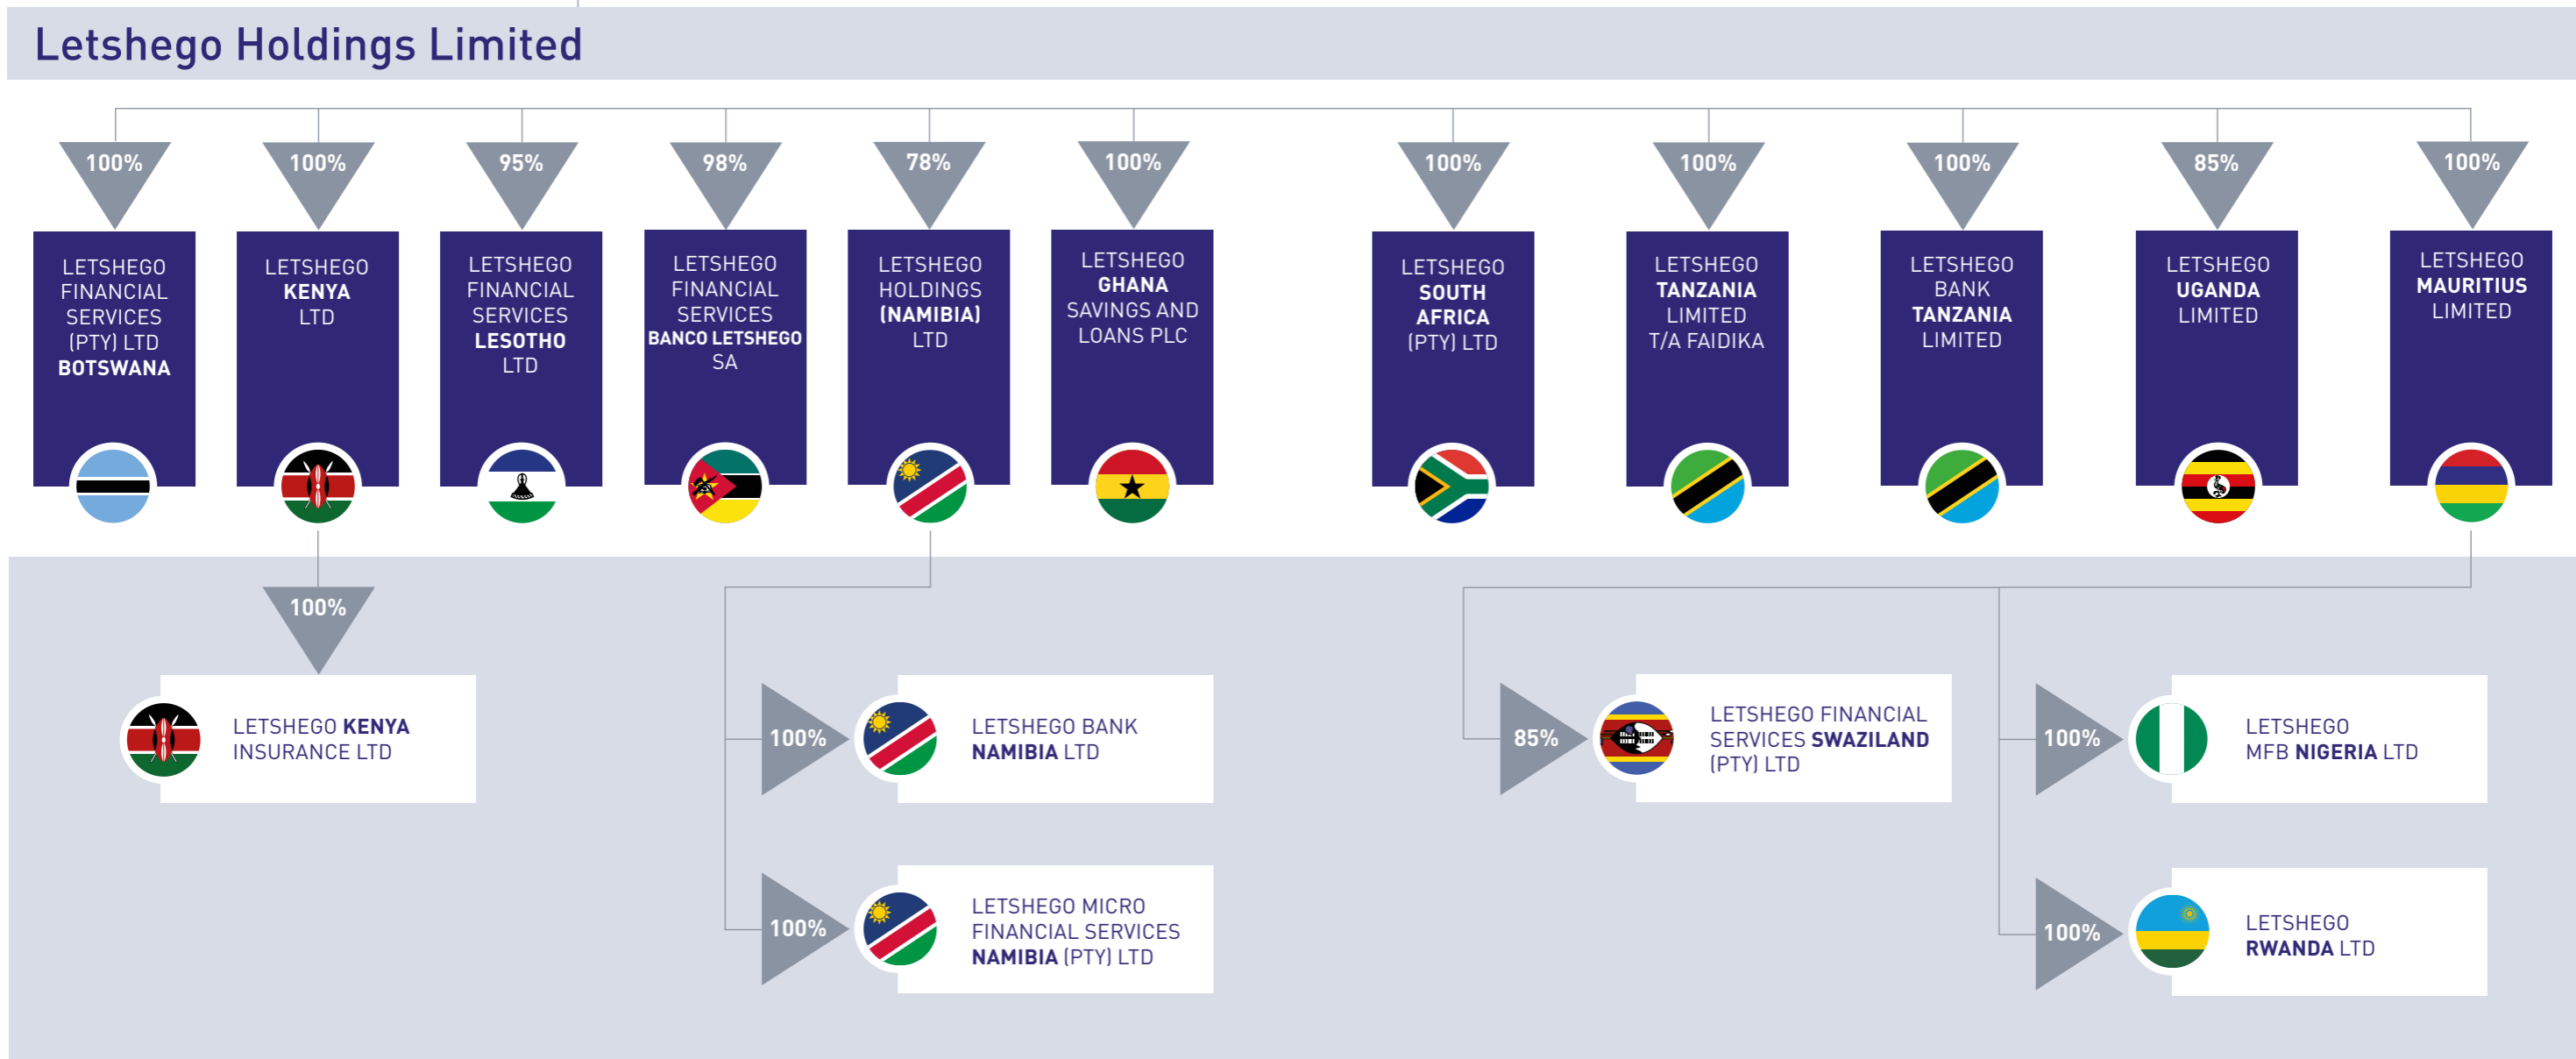 Letshego Holdings Limited
100%
LETSHEGO
FINANCIAL
SERVICES
(PTY) LTD
BOTSWANA
100%
LETSHEGO
KENYA
LTD
95%
LETSHEGO
FINANCIAL
SERVICES
LESOTHO
LTD
98%
LETSHEGO
FINANCIAL
SERVICES
BANCO LETSHEGO
SA
78%
LETSHEGO
HOLDINGS
(NAMIBIA)
LTD
100%
LETSHEGO
GHANA
SAVINGS AND
LOANS PLC
100%
LETSHEGO
SOUTH
AFRICA
(PTY) LTD
100%
LETSHEGO
TANZANIA
LIMITED
T/A FAIDIKA
100%
LETSHEGO
BANK
TANZANIA
LIMITED
85%
LETSHEGO
UGANDA
LIMITED
100%
LETSHEGO
MAURITIUS
LIMITED
100%
LETSHEGO KENYA
INSURANCE LTD
100%
LETSHEGO BANK
NAMIBIA LTD
100%
LETSHEGO MICRO
FINANCIAL SERVICES
NAMIBIA (PTY) LTD
85%
LETSHEGO FINANCIAL
SERVICES SWAZILAND
(PTY) LTD
100%
LETSHEGO
MFB NIGERIA LTD
100%
LETSHEGO
RWANDA LTD